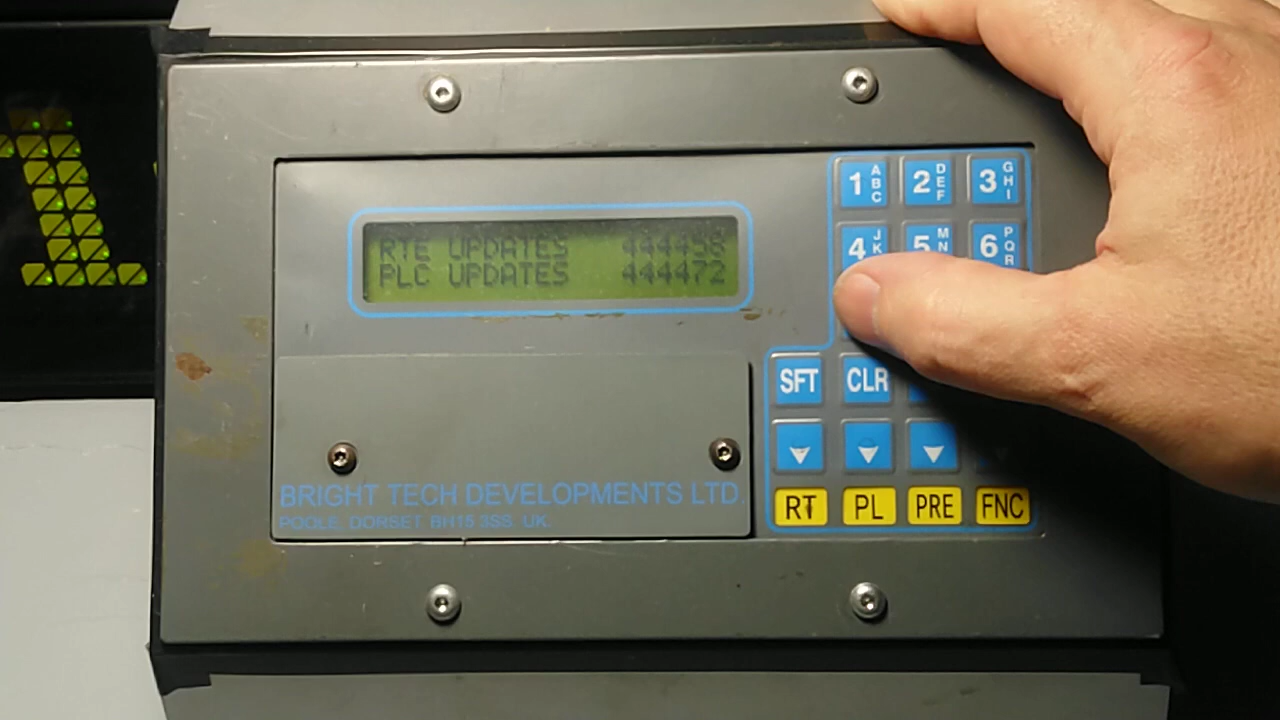 1
RTE UPDATES 444458
PLC UPDATES 444472
1 ABC 2 DEF 3 GHI
4 JK 5 MN 6 PQR
SFT CLR
BRIGHT TECH DEVELOPMENTS LTD.
POOLE, DORSET BH15 3SS. UK.
RT PL PRE FNC